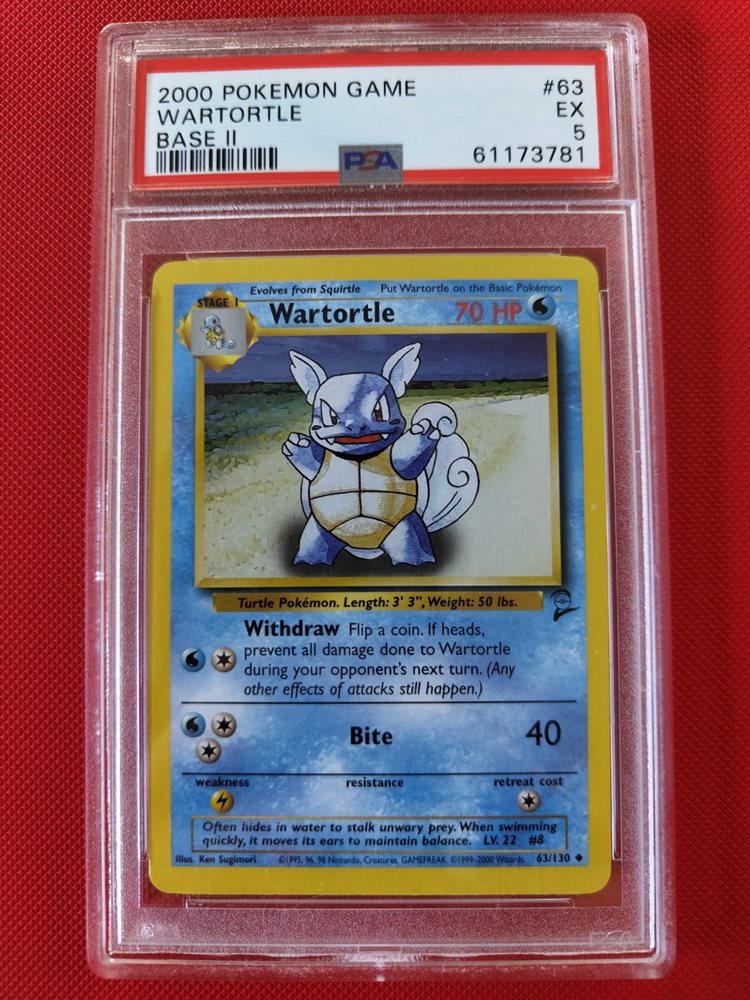 2000 POKEMON GAME #63
WARTORTLE EX
BASE II 5
PSA 61173781
Evolves from Squirtle Put Wartortle on the Basic Pokémon
STAGE 1
Wartortle 70 HP
Turtle Pokémon. Length: 3' 3", Weight: 50 lbs.
Withdraw Flip a coin. If heads,
prevent all damage done to Wartortle
during your opponent's next turn. (Any
other effects of attacks still happen.)
Bite 40
weakness resistance retreat cost
Often hides in water to stalk unwary prey. When swimming
quickly, it moves its ears to maintain balance. LV. 22 #8
Illus. Ken Sugimori ©1995, 96, 98 Nintendo, Creatures, GAMEFREAK. ©1999-2000 Wizards. 63/130